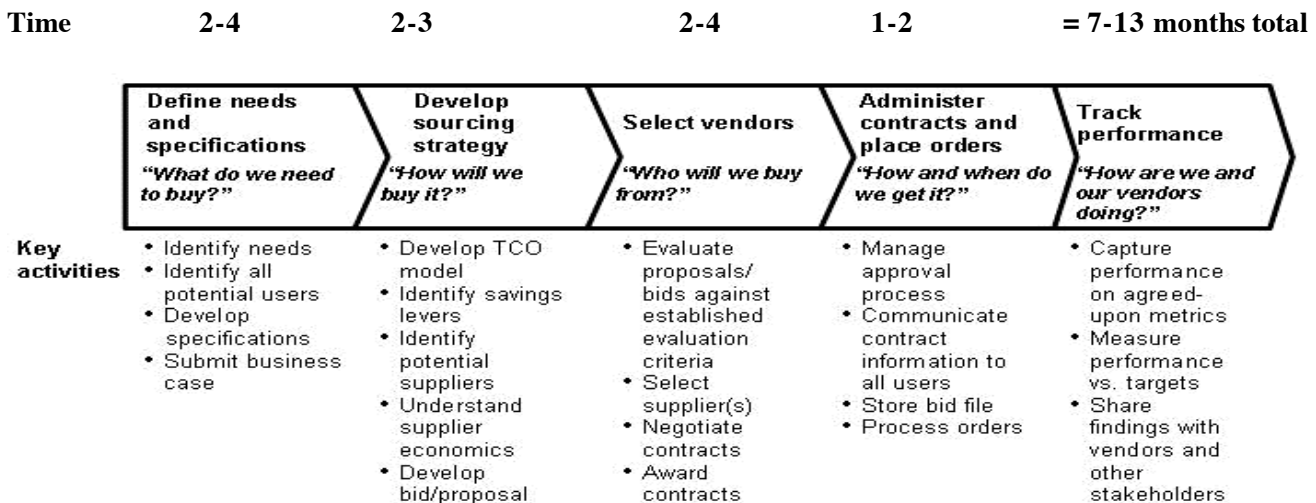 Time 2-4 2-3 2-4 1-2 = 7-13 months total
Define needs
and
specifications
“What do we need
to buy?”
Develop
sourcing
strategy
“How will we
buy it?”
Select vendors
“Who will we buy
from?”
Administer
contracts and
place orders
“How and when do
we get it?”
Track
performance
“How are we and
our vendors
doing?”
Key
activities
• Identify needs
• Identify all
potential users
• Develop
specifications
• Submit business
case
• Develop TCO
model
• Identify savings
levers
• Identify
potential
suppliers
• Understand
supplier
economics
• Develop
bid/proposal
• Evaluate
proposals/
bids against
established
evaluation
criteria
• Select
supplier(s)
• Negotiate
contracts
• Award
contracts
• Manage
approval
process
• Communicate
contract
information to
all users
• Store bid file
• Process orders
• Capture
performance
on agreed-
upon metrics
• Measure
performance
vs. targets
• Share
findings with
vendors and
other
stakeholders